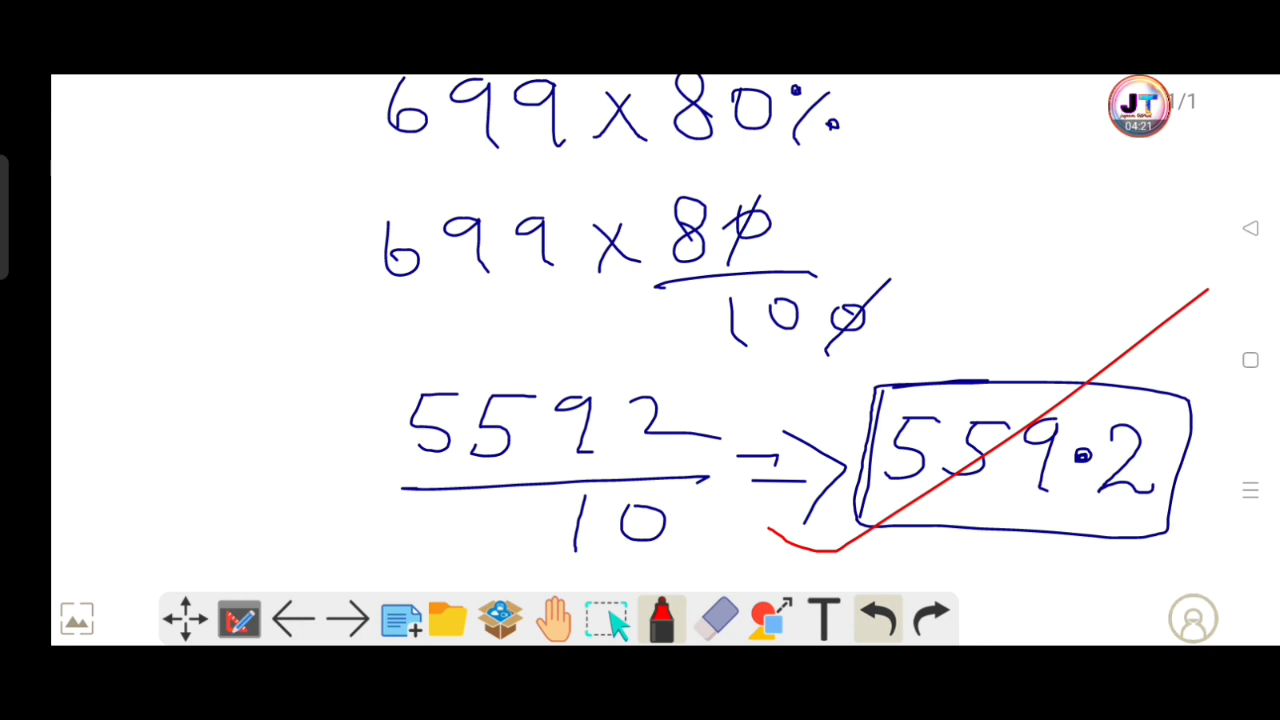 699 x 80%
1/1
JT
04:21
699 x 80
100
5592 => 559.2
10
T